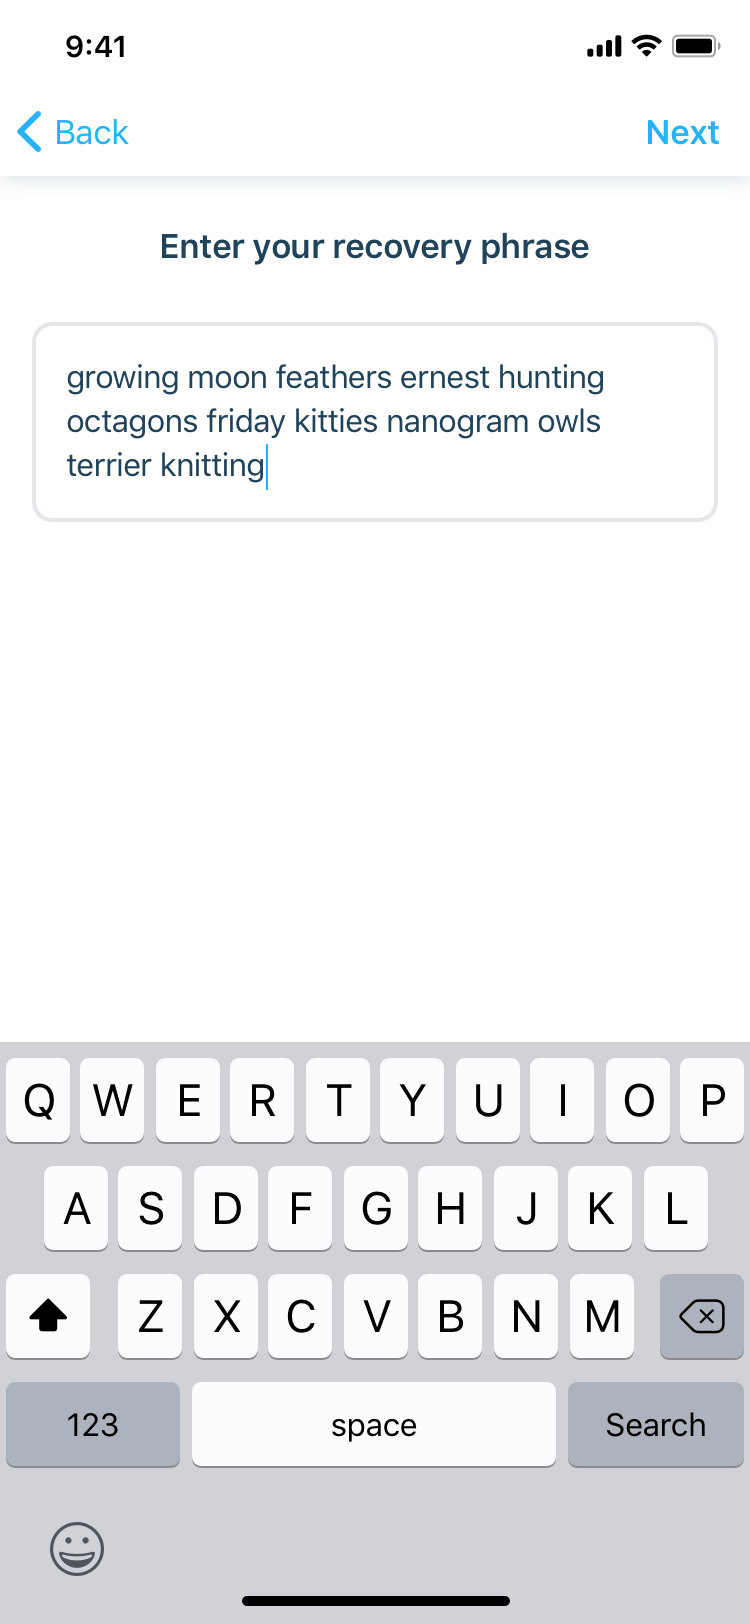 9:41
Back
Next
Enter your recovery phrase
growing moon feathers ernest hunting
octagons friday kitties nanogram owls
terrier knitting
Q W E R T Y U I O P
A S D F G H J K L
Z X C V B N M
123 space Search